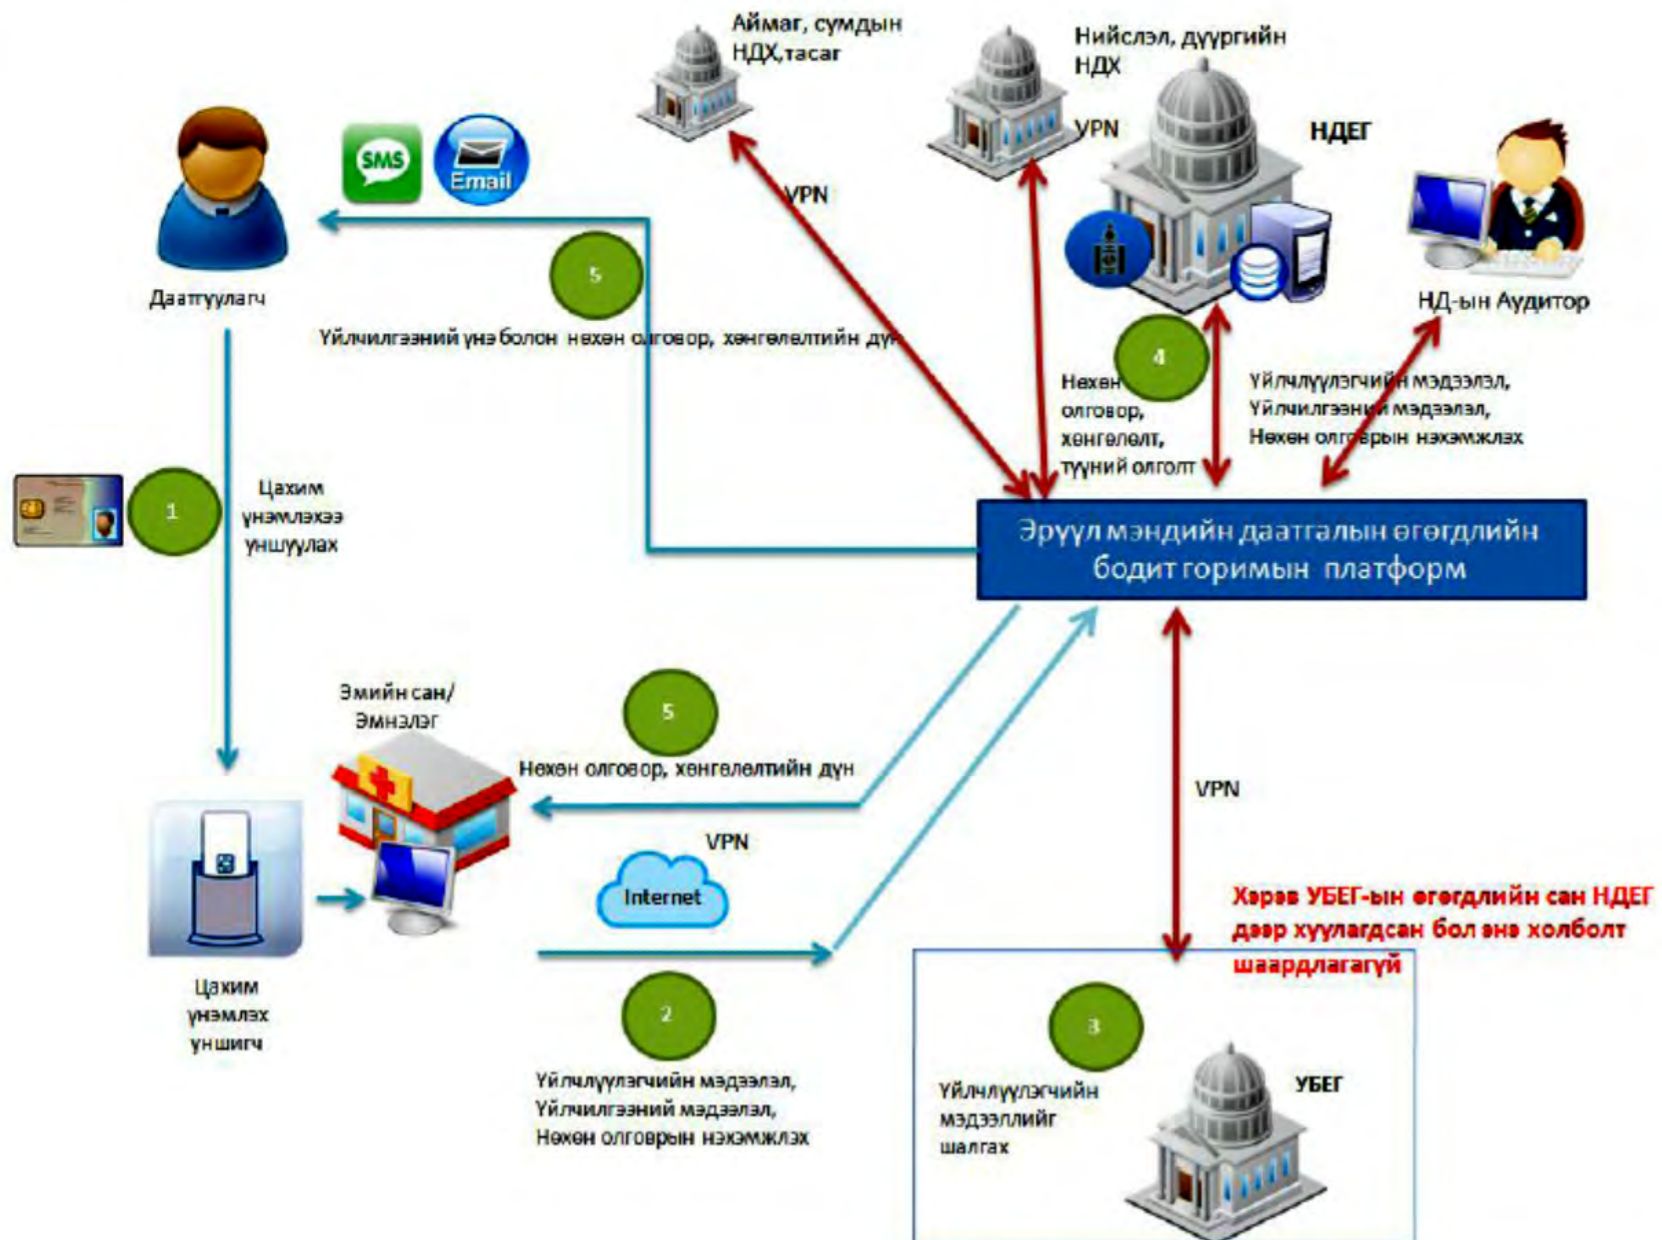 Аймаг, сумдын
НДХ,тасаг
Нийслэл, дүүргийн
НДХ
VPN
НДЕГ
SMS
Email
VPN
Даатгуулагч
НД-ын Аудитор
5
Үйлчилгээний үнэ болон нөхөн олговор, хөнгөлөлтийн дүн
4
Нөхөн
олговор,
хөнгөлөлт,
түүний олголт
Үйлчлүүлэгчийн мэдээлэл,
Үйлчилгээний мэдээлэл,
Нөхөн олговрын нэхэмжлэх
1
Цахим
үнэмлэхээ
уншуулах
Эрүүл мэндийн даатгалын өгөгдлийн
бодит горимын платформ
Эмийн сан/
Эмнэлэг
5
Нөхөн олговор, хөнгөлөлтийн дүн
VPN
VPN
Internet
Хэрэв УБЕГ-ын өгөгдлийн сан НДЕГ
дээр хуулагдсан бол энэ холболт
шаардлагагүй
Цахим
үнэмлэх
уншигч
2
Үйлчлүүлэгчийн мэдээлэл,
Үйлчилгээний мэдээлэл,
Нөхөн олговрын нэхэмжлэх
3
УБЕГ
Үйлчлүүлэгчийн
мэдээллийг
шалгах